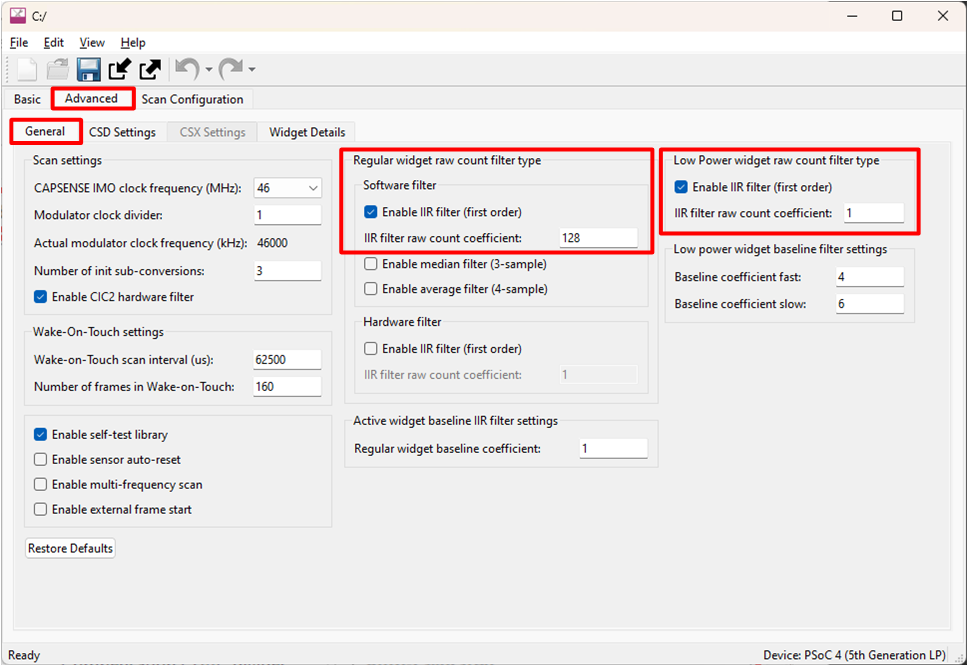 C:/
File Edit View Help
Basic Advanced Scan Configuration
General CSD Settings CSX Settings Widget Details
Scan settings
CAPSENSE IMO clock frequency (MHz): 46
Modulator clock divider: 1
Actual modulator clock frequency (kHz): 46000
Number of init sub-conversions: 3
Enable CIC2 hardware filter
Wake-On-Touch settings
Wake-on-Touch scan interval (us): 62500
Number of frames in Wake-on-Touch: 160
Enable self-test library
Enable sensor auto-reset
Enable multi-frequency scan
Enable external frame start
Restore Defaults
Regular widget raw count filter type
Software filter
Enable IIR filter (first order)
IIR filter raw count coefficient: 128
Enable median filter (3-sample)
Enable average filter (4-sample)
Hardware filter
Enable IIR filter (first order)
IIR filter raw count coefficient: 1
Active widget baseline IIR filter settings
Regular widget baseline coefficient: 1
Low Power widget raw count filter type
Enable IIR filter (first order)
IIR filter raw count coefficient: 1
Low power widget baseline filter settings
Baseline coefficient fast: 4
Baseline coefficient slow: 6
Ready
Device: PSoC 4 (5th Generation LP)